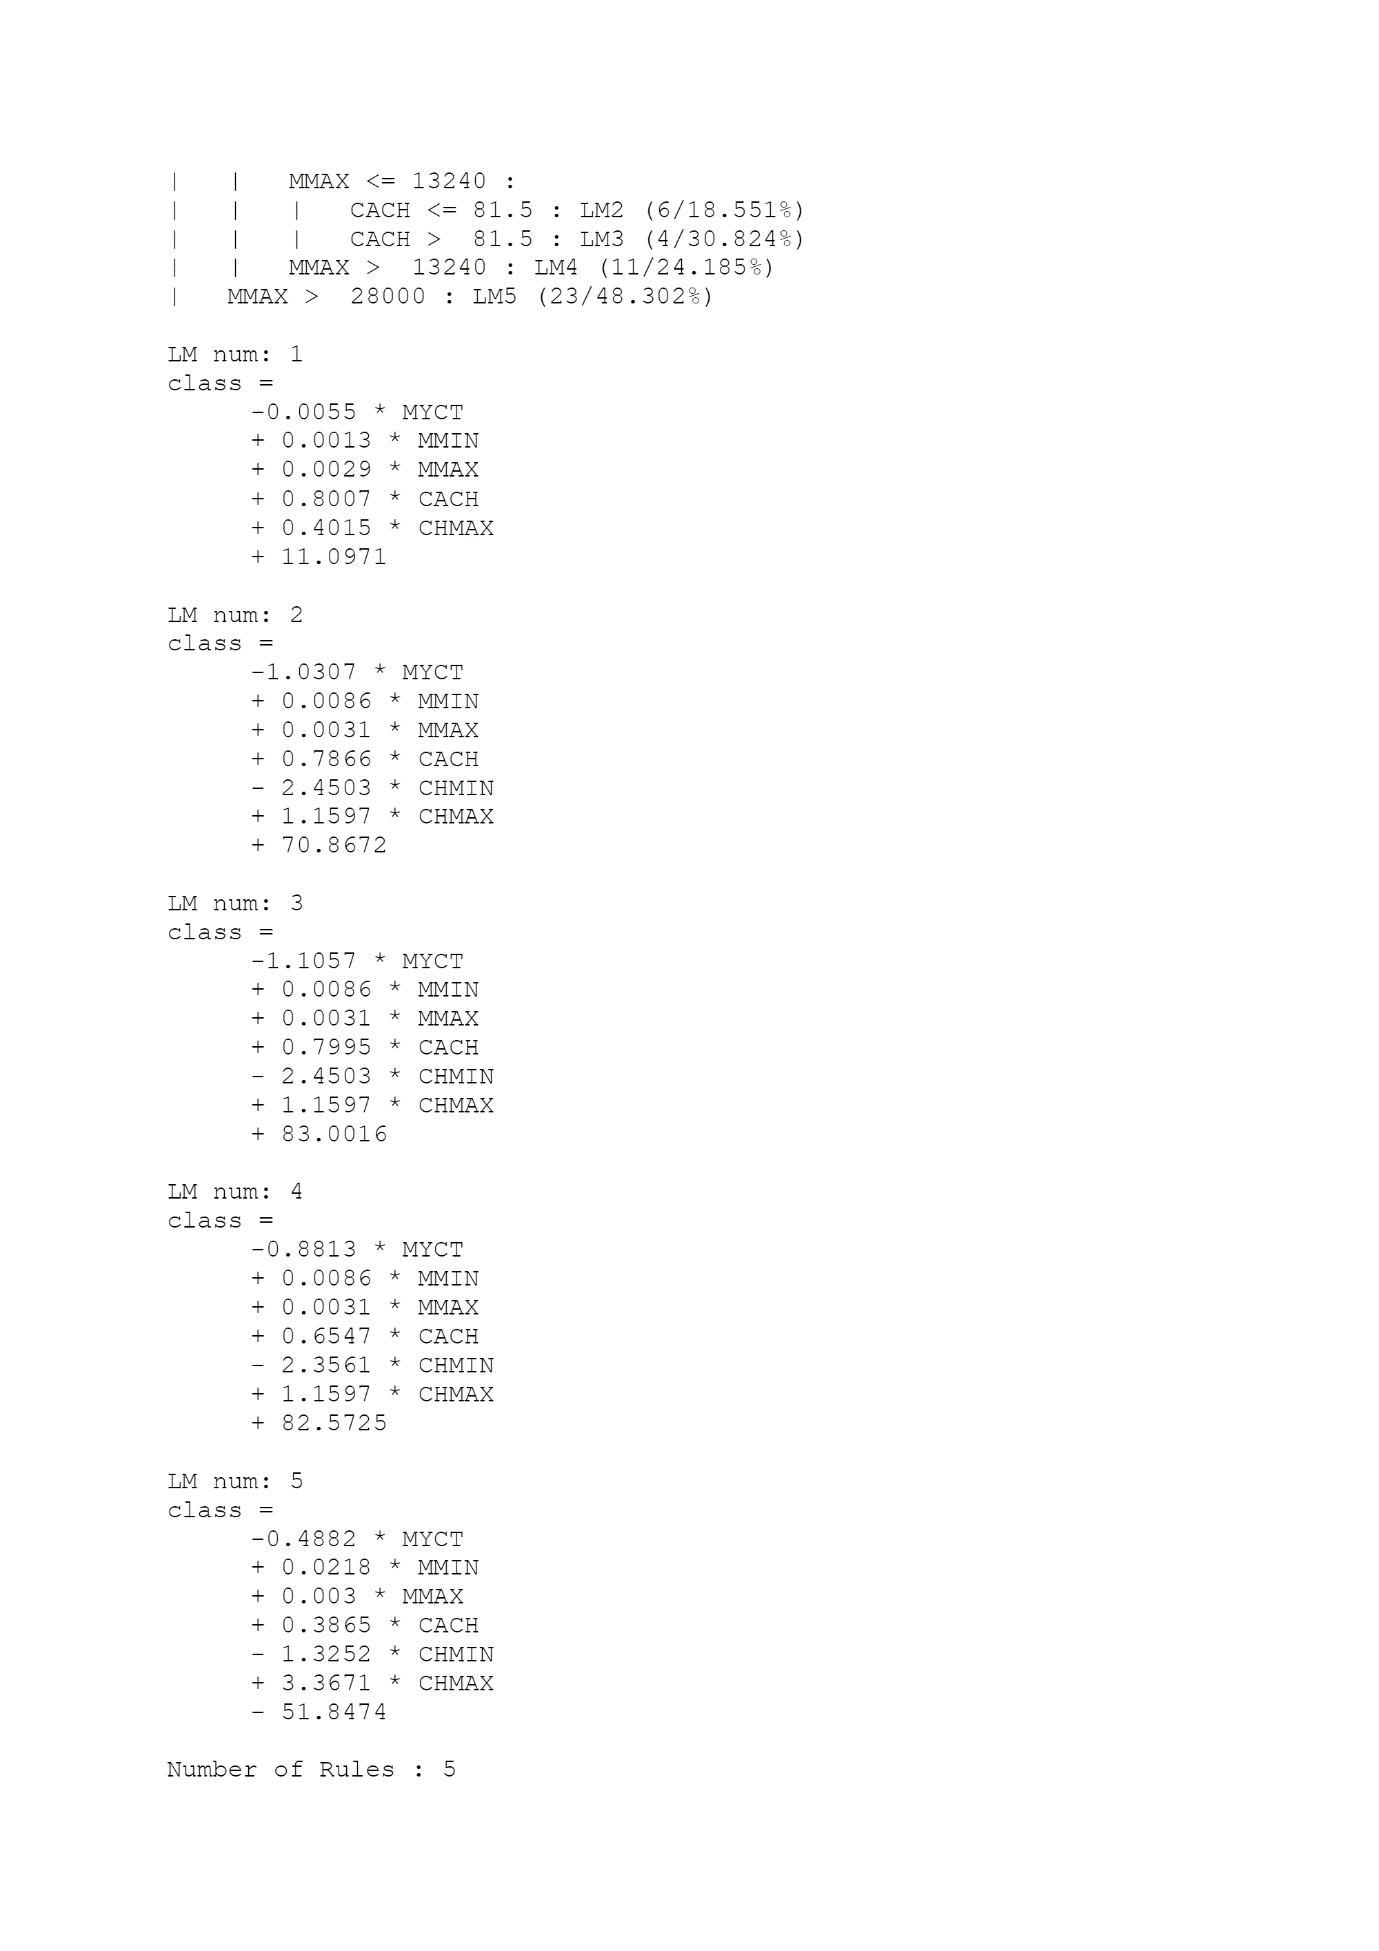 |   |   MMAX <= 13240 :
|   |   |   CACH <= 81.5 : LM2 (6/18.551%)
|   |   |   CACH >  81.5 : LM3 (4/30.824%)
|   |   MMAX >  13240 : LM4 (11/24.185%)
|   MMAX >  28000 : LM5 (23/48.302%)
LM num: 1
class =
-0.0055 * MYCT
+ 0.0013 * MMIN
+ 0.0029 * MMAX
+ 0.8007 * CACH
+ 0.4015 * CHMAX
+ 11.0971
LM num: 2
class =
-1.0307 * MYCT
+ 0.0086 * MMIN
+ 0.0031 * MMAX
+ 0.7866 * CACH
- 2.4503 * CHMIN
+ 1.1597 * CHMAX
+ 70.8672
LM num: 3
class =
-1.1057 * MYCT
+ 0.0086 * MMIN
+ 0.0031 * MMAX
+ 0.7995 * CACH
- 2.4503 * CHMIN
+ 1.1597 * CHMAX
+ 83.0016
LM num: 4
class =
-0.8813 * MYCT
+ 0.0086 * MMIN
+ 0.0031 * MMAX
+ 0.6547 * CACH
- 2.3561 * CHMIN
+ 1.1597 * CHMAX
+ 82.5725
LM num: 5
class =
-0.4882 * MYCT
+ 0.0218 * MMIN
+ 0.003 * MMAX
+ 0.3865 * CACH
- 1.3252 * CHMIN
+ 3.3671 * CHMAX
- 51.8474
Number of Rules : 5